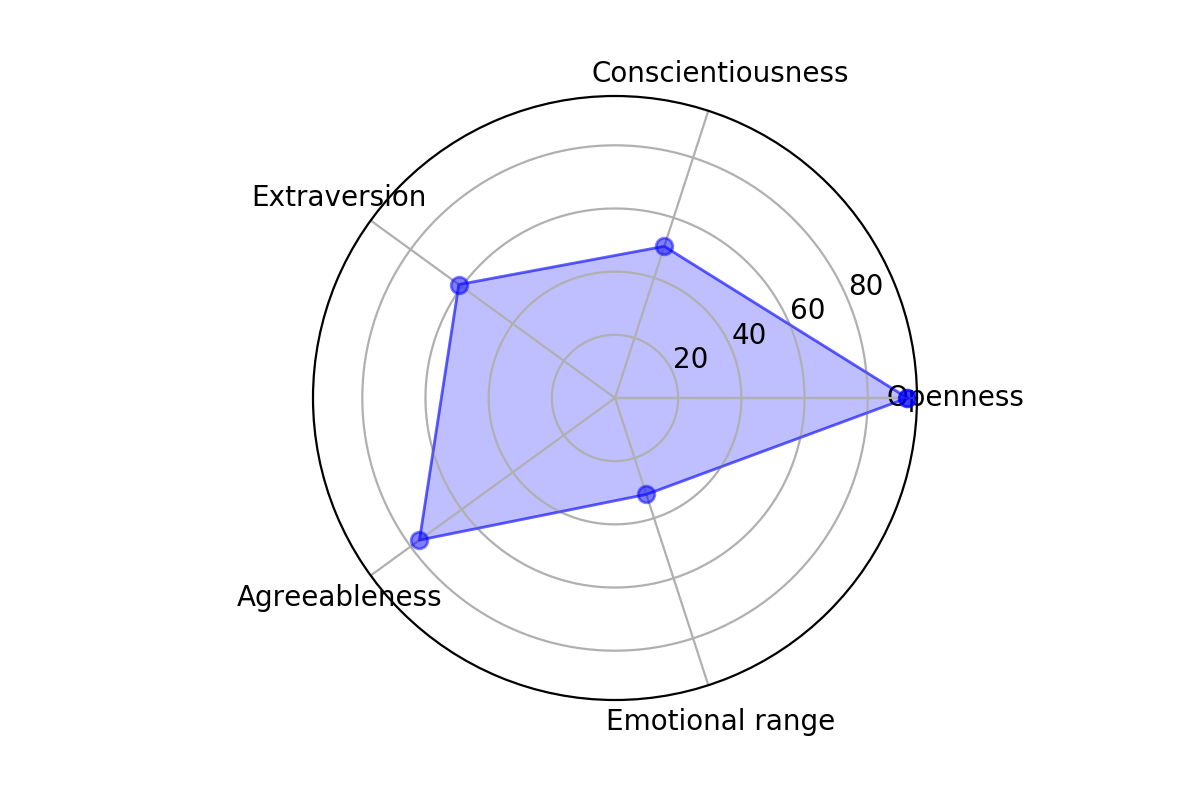 Conscientiousness
Extraversion
80
60
40
20
Openness
Agreeableness
Emotional range